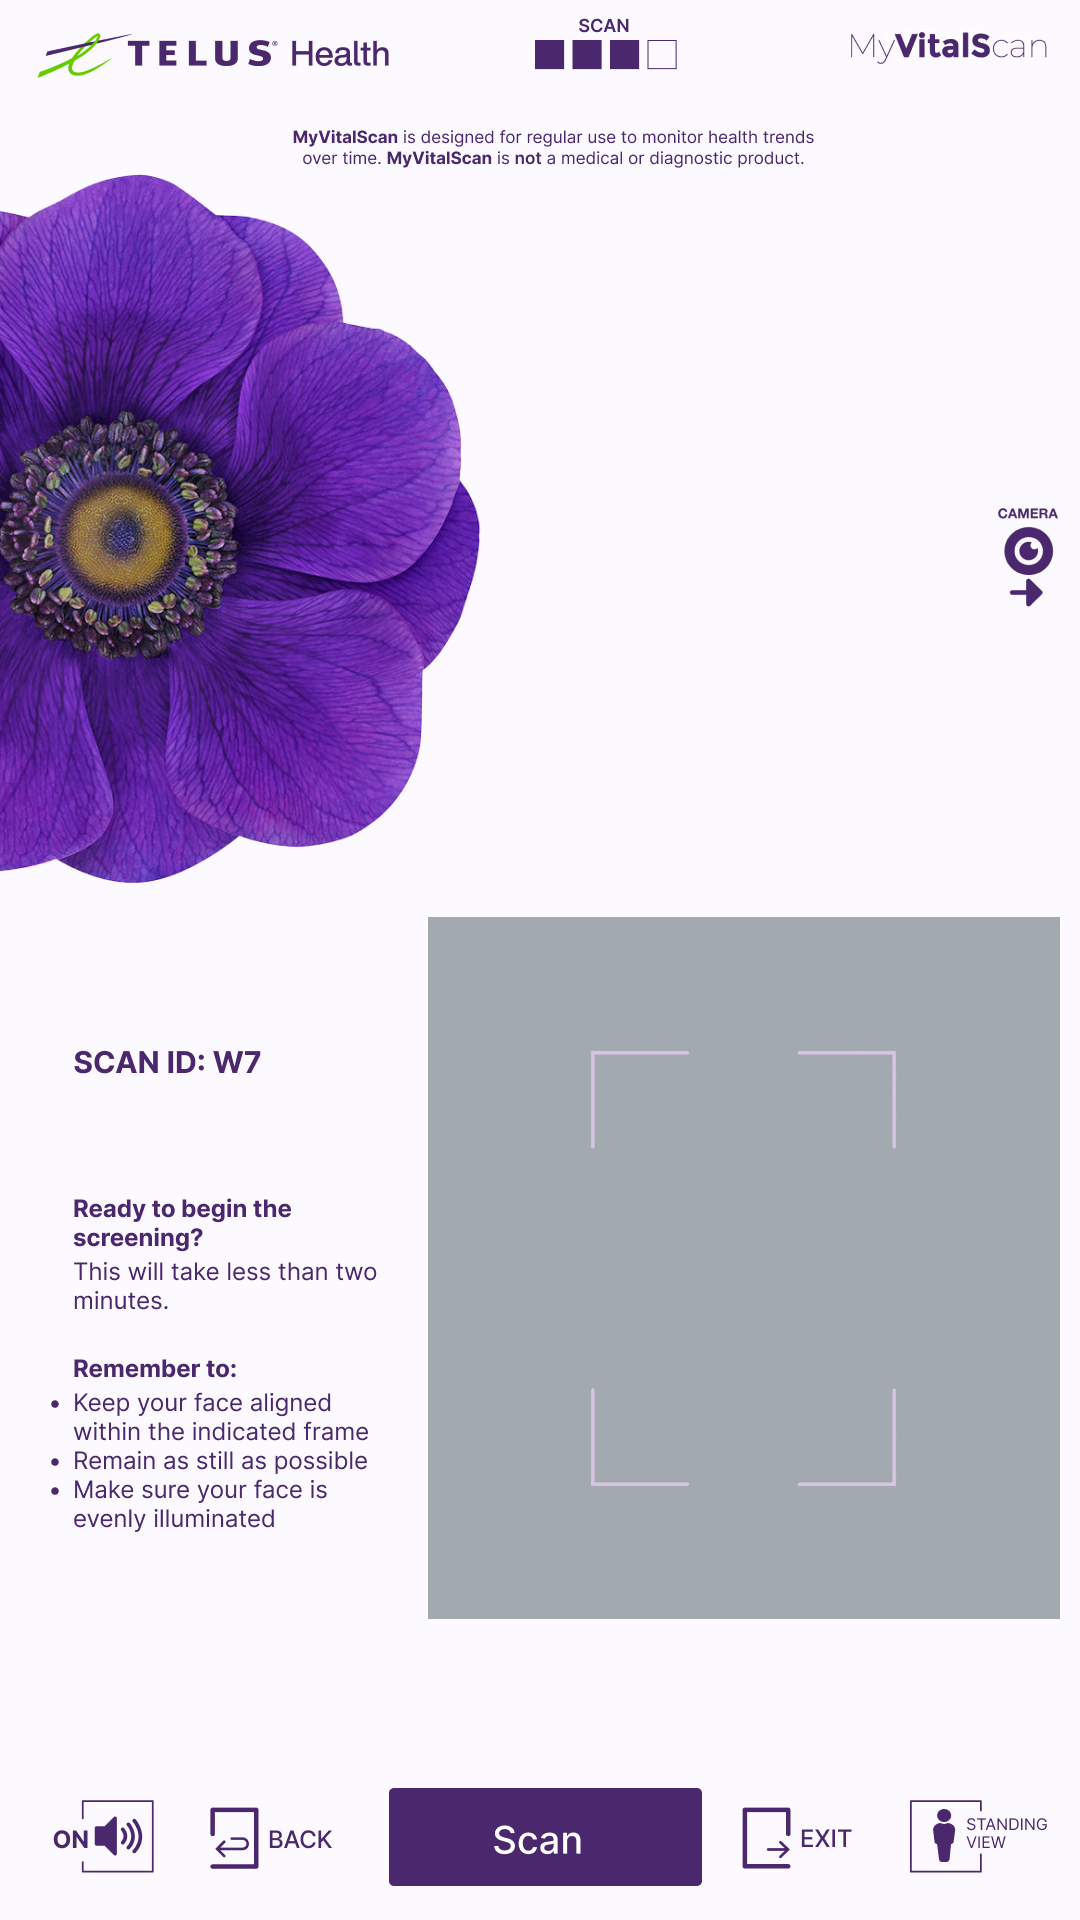 TELUS® Health
SCAN
MyVitalScan
MyVitalScan is designed for regular use to monitor health trends
over time. MyVitalScan is not a medical or diagnostic product.
CAMERA
SCAN ID: W7
Ready to begin the
screening?
This will take less than two
minutes.
Remember to:
• Keep your face aligned
within the indicated frame
• Remain as still as possible
• Make sure your face is
evenly illuminated
ON
BACK
Scan
EXIT
STANDING
VIEW